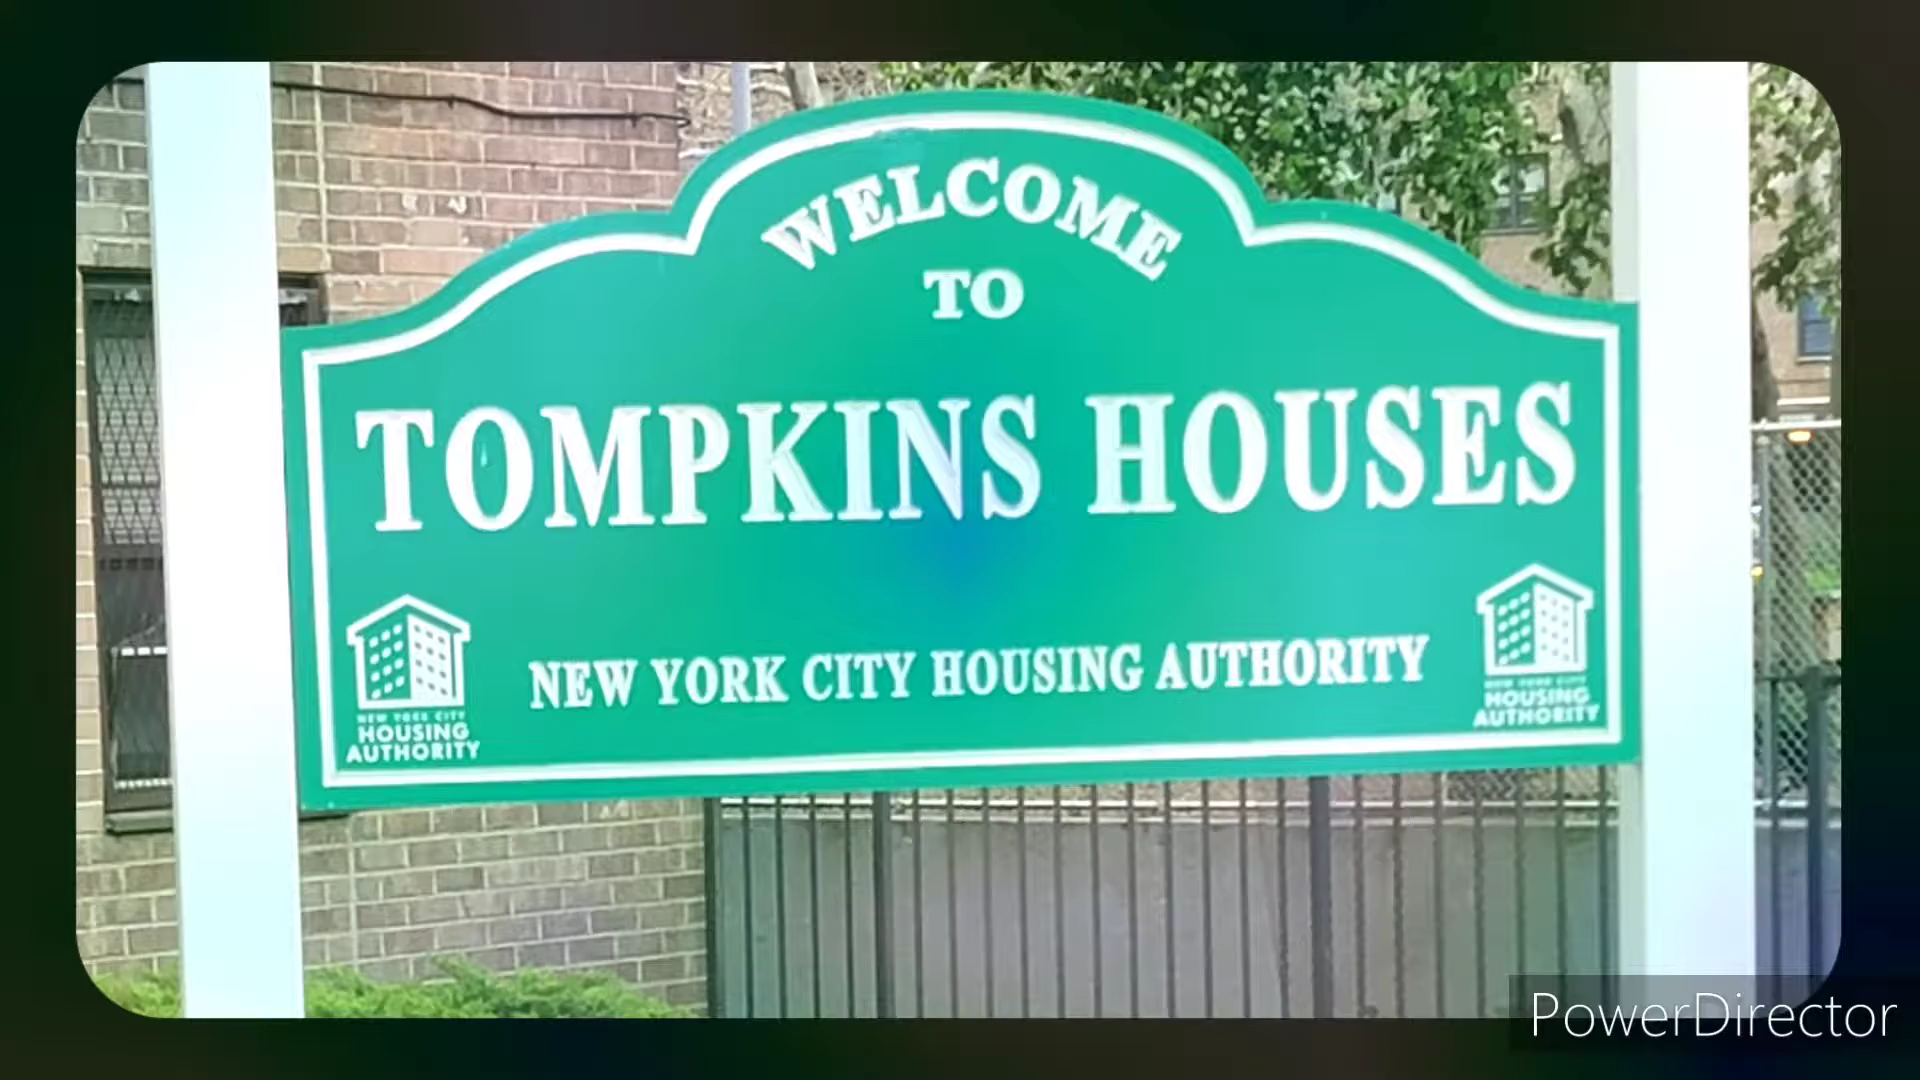 WELCOME
TO
TOMPKINS HOUSES
NEW YORK CITY HOUSING AUTHORITY
NEW YORK CITY
HOUSING
AUTHORITY
NEW YORK CITY
HOUSING
AUTHORITY
PowerDirector